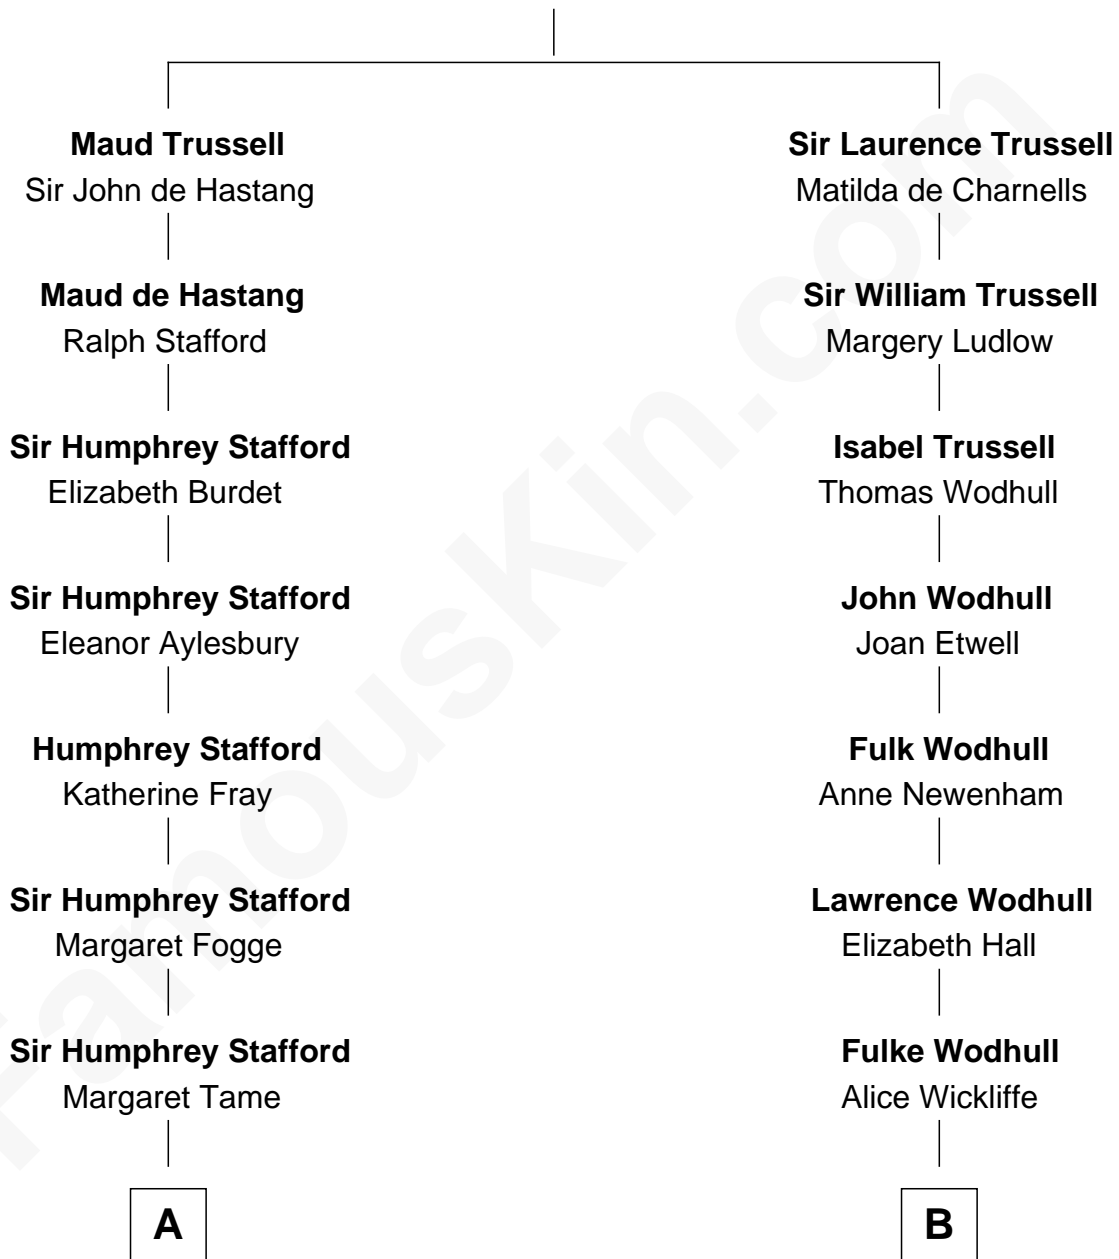 Maud Trussell
Sir John de Hastang
Maud de Hastang
Ralph Stafford
Sir Humphrey Stafford
Elizabeth Burdet
Sir Humphrey Stafford
Eleanor Aylesbury
Humphrey Stafford
Katherine Fray
Sir Humphrey Stafford
Margaret Fogge
Sir Humphrey Stafford
Margaret Tame
A
Sir Laurence Trussell
Matilda de Charnells
Sir William Trussell
Margery Ludlow
Isabel Trussell
Thomas Wodhull
John Wodhull
Joan Etwell
Fulk Wodhull
Anne Newenham
Lawrence Wodhull
Elizabeth Hall
Fulke Wodhull
Alice Wickliffe
B
FamousKin.com